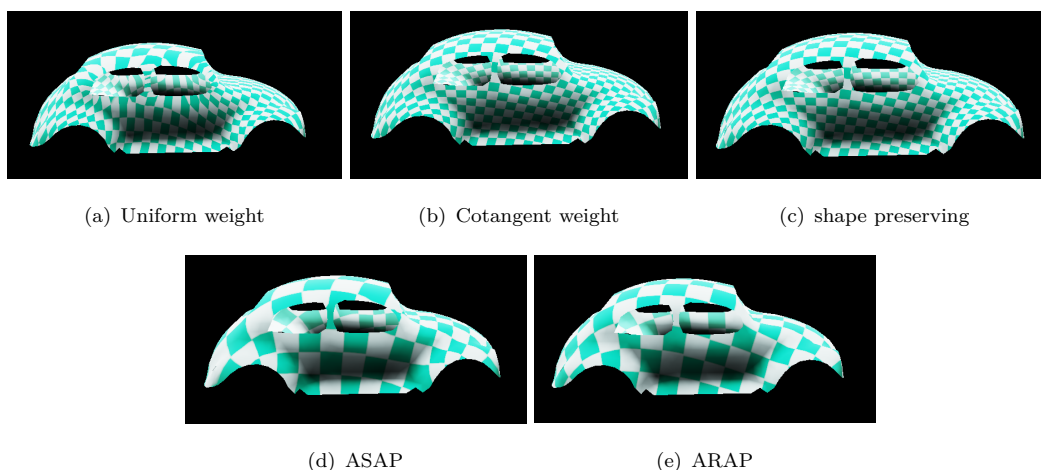 (a) Uniform weight
(b) Cotangent weight
(c) shape preserving
(d) ASAP
(e) ARAP